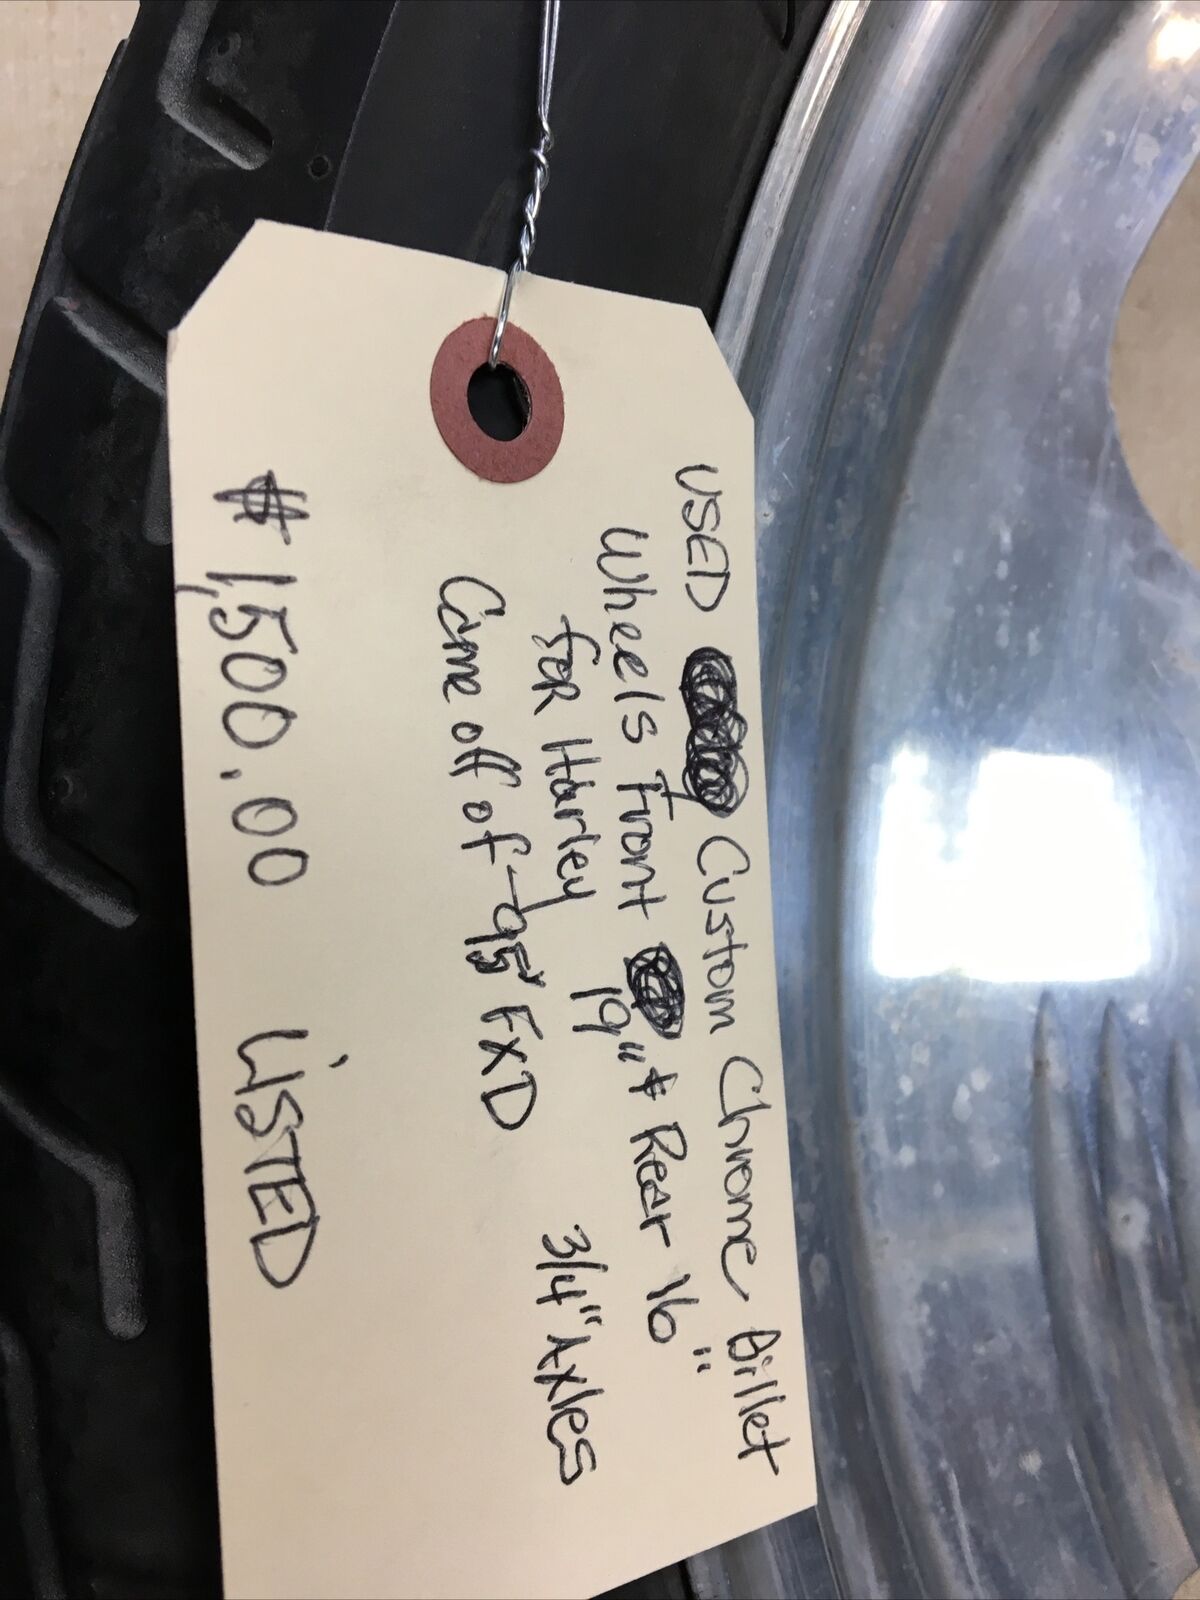 USED Custom Chrome Billet
Wheels Front 19" & Rear 16"
for Harley 3/4" Axles
Came off of 95' FXD
$1,500.00 LiSTED